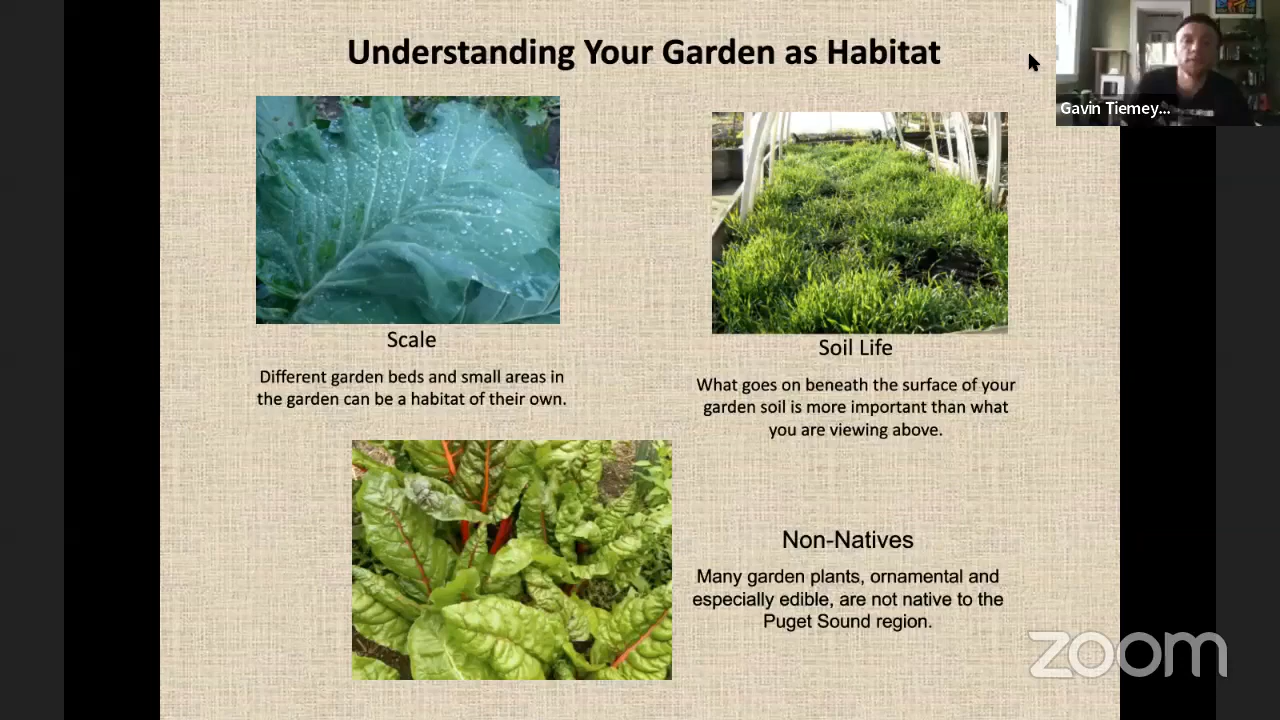 Understanding Your Garden as Habitat
Gavin Tiemey...
Scale
Different garden beds and small areas in
the garden can be a habitat of their own.
Soil Life
What goes on beneath the surface of your
garden soil is more important than what
you are viewing above.
Non-Natives
Many garden plants, ornamental and
especially edible, are not native to the
Puget Sound region.
zoom